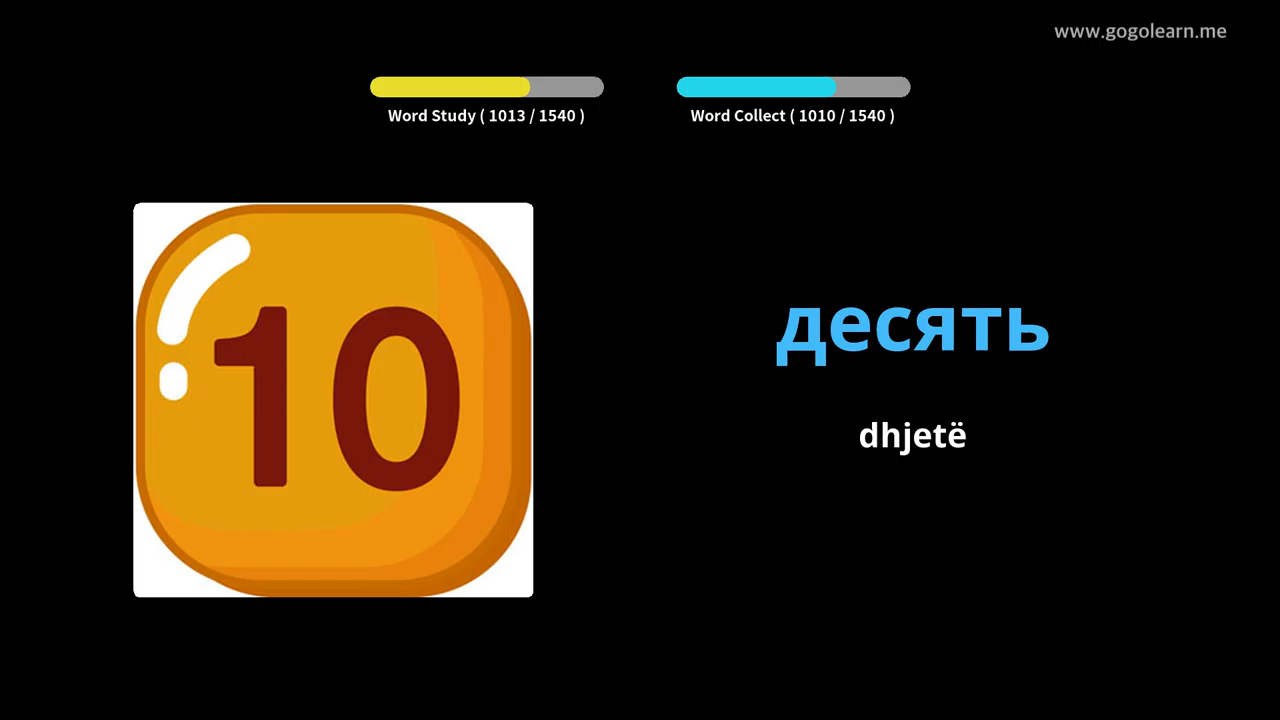 www.gogolearn.me
Word Study ( 1013 / 1540 )
Word Collect ( 1010 / 1540 )
10
десять
dhjetë